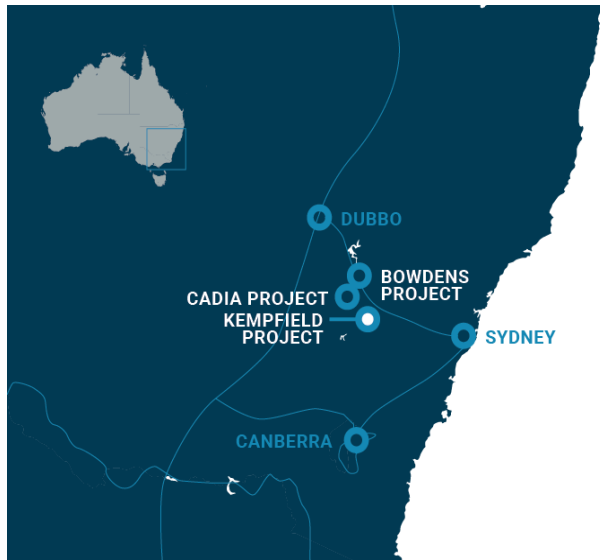 DUBBO
BOWDENS
PROJECT
CADIA PROJECT
KEMPFIELD
PROJECT
SYDNEY
CANBERRA